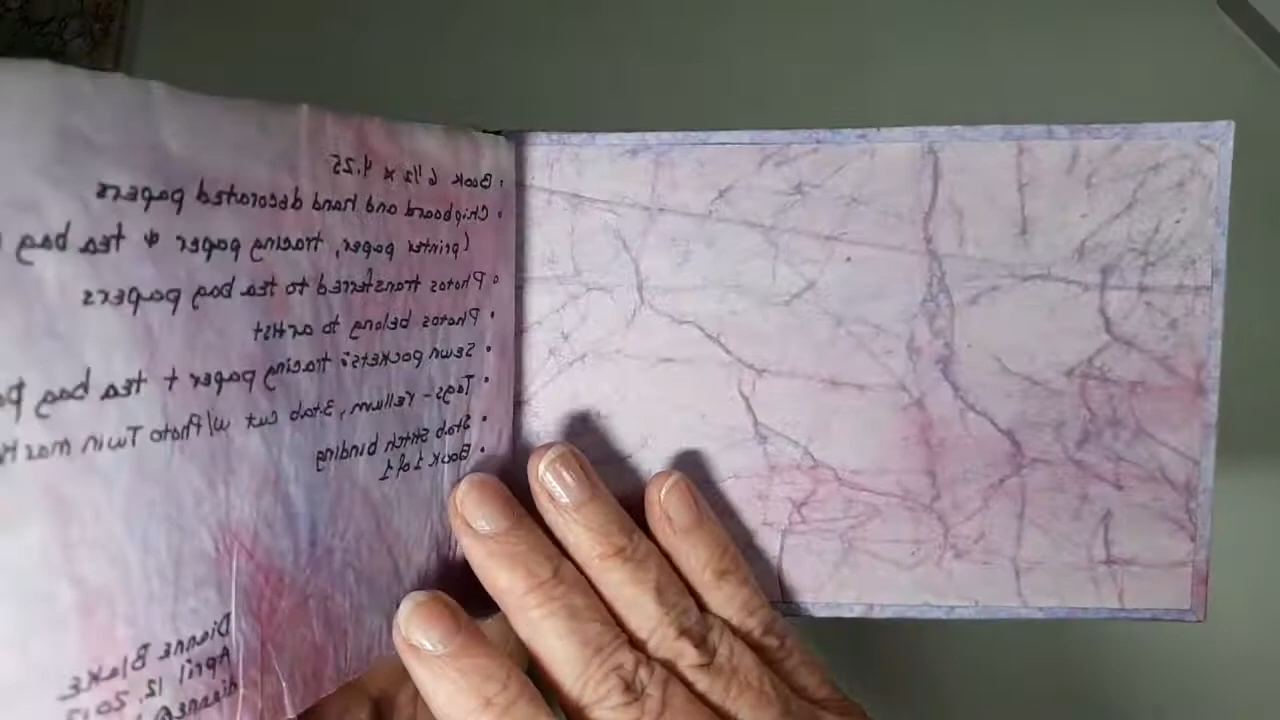 • Book 6 1/2 x 4.25
• Chipboard and hand decorated papers
(printer paper, tracing paper & tea bag
• Photos transferred to tea bag papers
• Photos belong to artist
• Sewn pockets: tracing paper + tea bag
• Tags - Vellum, 3tab cut w/Photo Twin
• Stab stitch binding
• Book 1 of 1
Dianne Blake
April 12,
dianne@